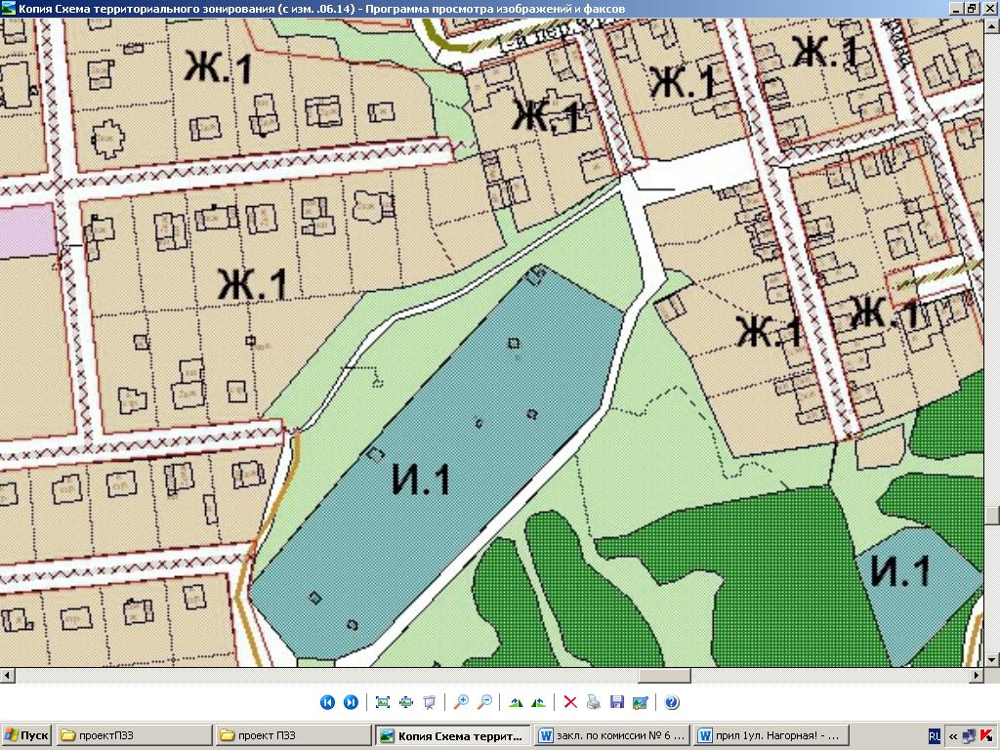 Копия Схема территориального зонирования (с изм. .06.14) - Программа просмотра изображений и факсов
Ж.1
Ж.1
Ж.1
Ж.1
Ж.1
Ж.1
Ж.1
И.1
И.1
Пуск
проектПЗЗ
проект ПЗЗ
Копия Схема террит...
закл. по комиссии № 6 ...
прил 1ул. Нагорная! - ...
RL